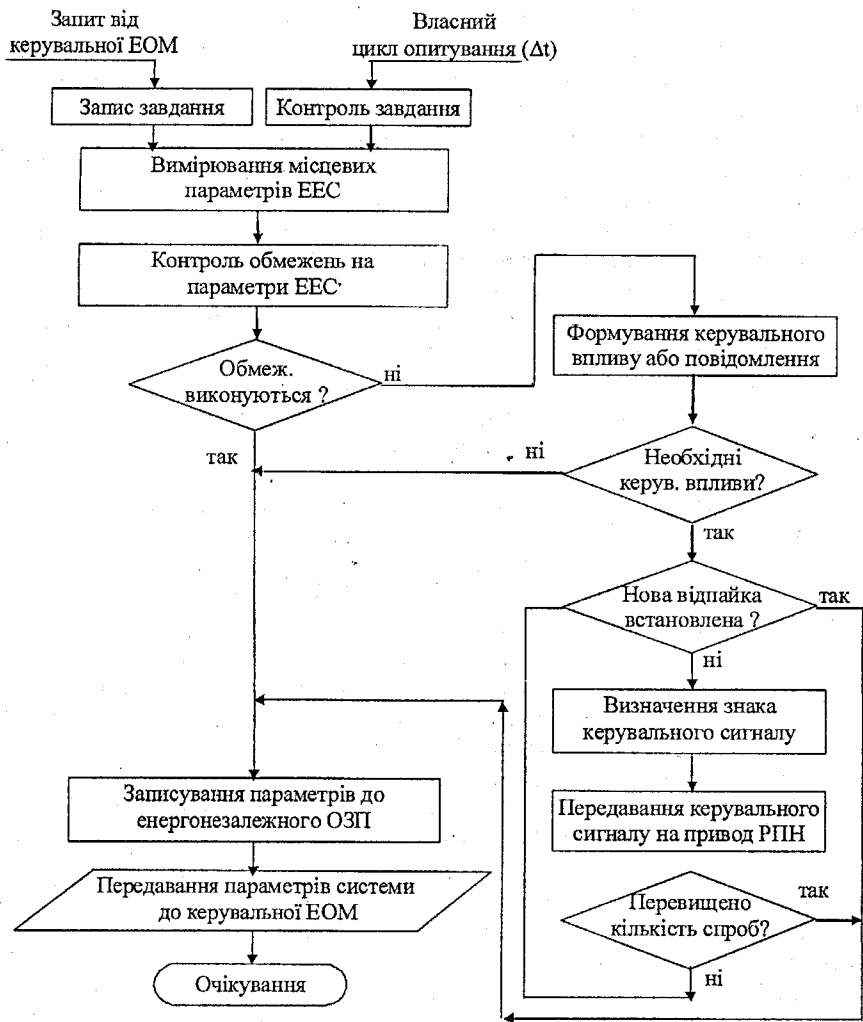 Запит від
керувальної ЕОМ
Власний
цикл опитування (Δt)
Запис завдання
Контроль завдання
Вимірювання місцевих
параметрів ЕЕС
Контроль обмежень на
параметри ЕЕС
Обмеж.
виконуються ?
ні
так
Формування керувального
впливу або повідомлення
Необхідні
керув. впливи?
ні
так
Нова відпайка
встановлена ?
так
ні
Визначення знака
керувального сигналу
Передавання керувального
сигналу на привод РПН
Перевищено
кількість спроб?
так
ні
Записування параметрів до
енергонезалежного ОЗП
Передавання параметрів системи
до керувальної ЕОМ
Очікування